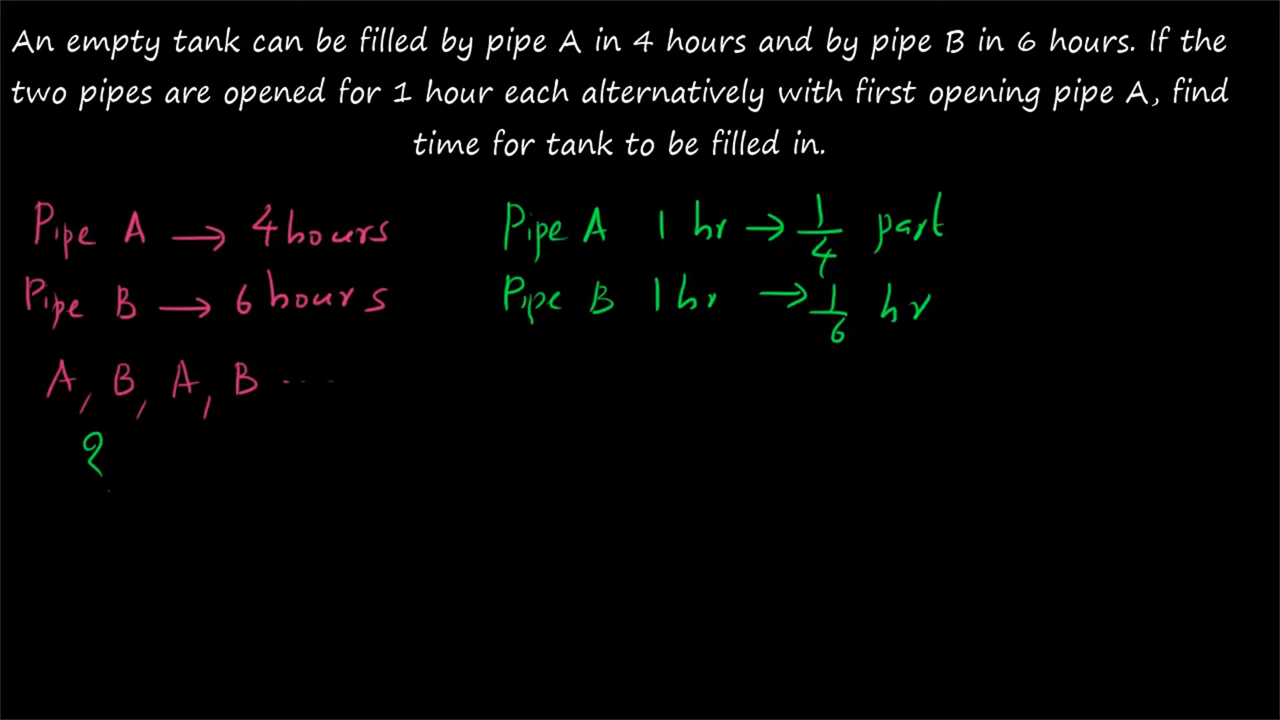 An empty tank can be filled by pipe A in 4 hours and by pipe B in 6 hours. If the
two pipes are opened for 1 hour each alternatively with first opening pipe A, find
time for tank to be filled in.
Pipe A → 4 hours
Pipe B → 6 hours
A, B, A, B ....
?
Pipe A 1 hr → 1/4 part
Pipe B 1 hr → 1/6 hr